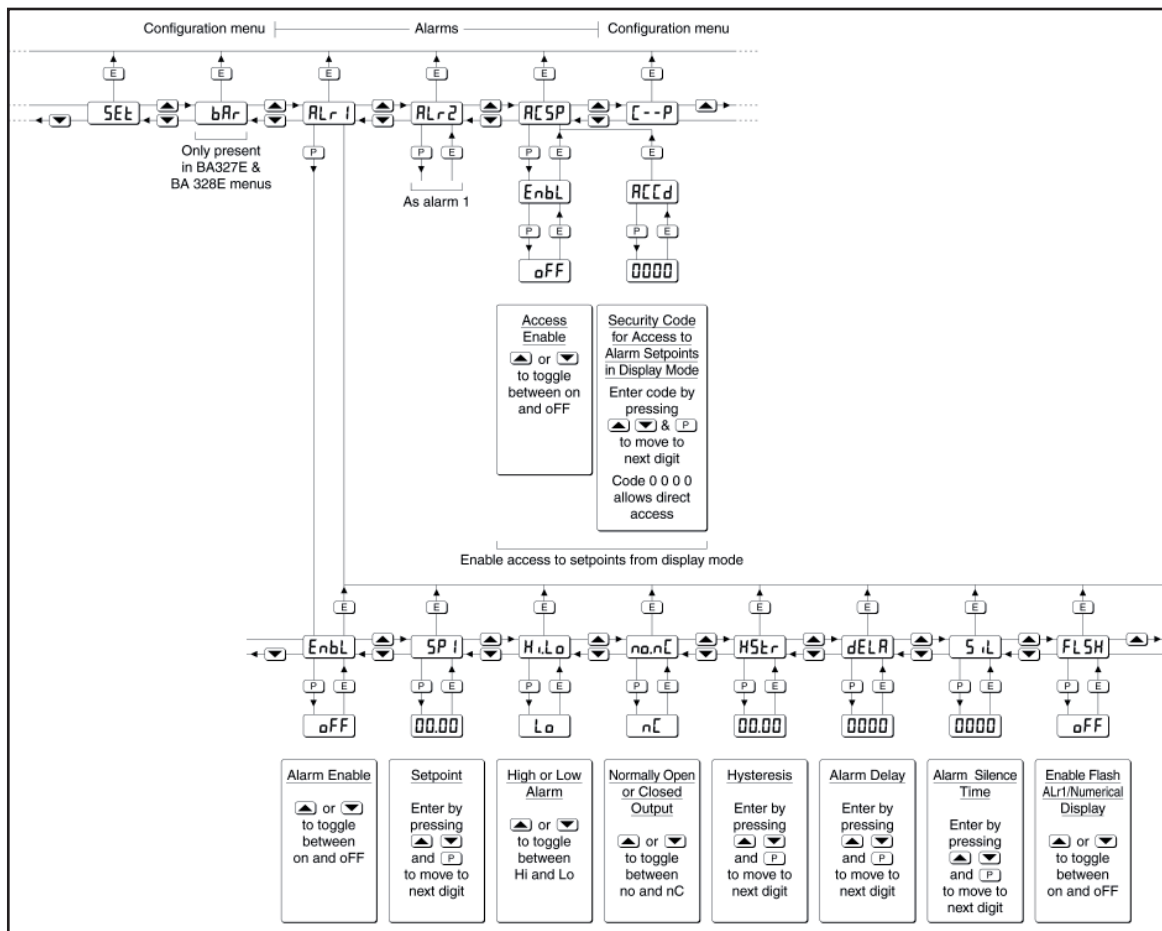 Configuration menu Alarms Configuration menu
E E E E E E
SEt bAr ALr1 ALr2 ACSP C--P
Only present
in BA327E &
BA 328E menus
P P E P E E
As alarm 1
EnbL ACCd
P E P E
oFF 0000
Access
Enable
or
to toggle
between on
and oFF
Security Code
for Access to
Alarm Setpoints
in Display Mode
Enter code by
pressing
& P
to move to
next digit
Code 0 0 0 0
allows direct
access
Enable access to setpoints from display mode
E E E E E E E E
EnbL SP1 Hi.Lo no.nC HStr dELA SiL FLSH
P E P E P E P E P E P E P E P E
oFF 00.00 Lo nC 00.00 0000 0000 oFF
Alarm Enable
or
to toggle
between
on and oFF
Setpoint
Enter by
pressing
and P
to move to
next digit
High or Low
Alarm
or
to toggle
between
Hi and Lo
Normally Open
or Closed
Output
or
to toggle
between
no and nC
Hysteresis
Enter by
pressing
and P
to move to
next digit
Alarm Delay
Enter by
pressing
and P
to move to
next digit
Alarm Silence
Time
Enter by
pressing
and P
to move to
next digit
Enable Flash
ALr1/Numerical
Display
or
to toggle
between
on and oFF